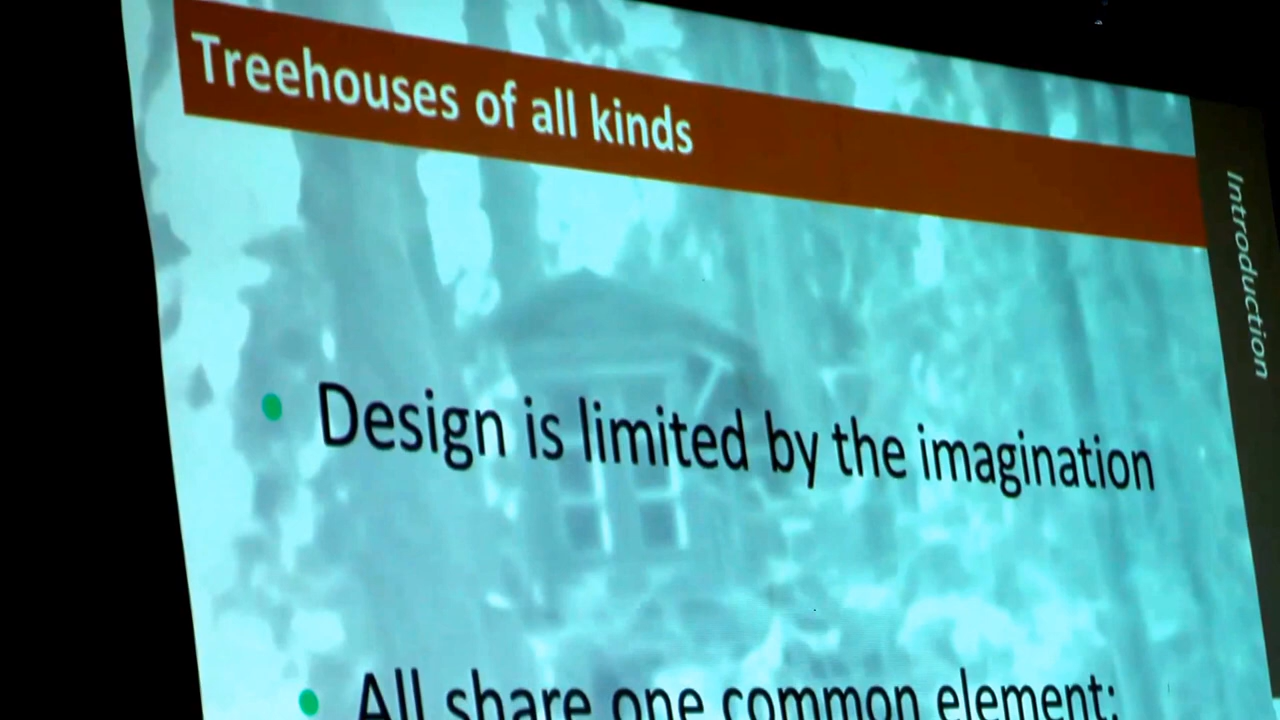 Treehouses of all kinds
Introduction
• Design is limited by the imagination
• All share one common element: